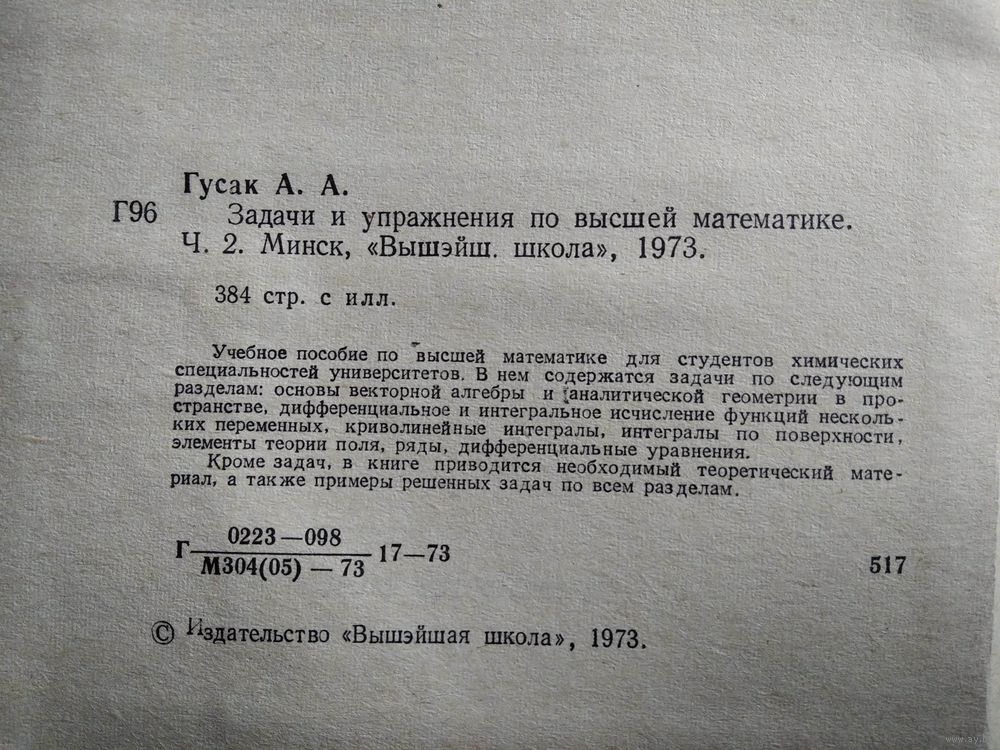 Гусак А. А.
Г96 Задачи и упражнения по высшей математике.
Ч. 2. Минск, «Вышэйш. школа», 1973.
384 стр. с илл.
Учебное пособие по высшей математике для студентов химических
специальностей университетов. В нем содержатся задачи по следующим
разделам: основы векторной алгебры и аналитической геометрии в про-
странстве, дифференциальное и интегральное исчисление функций несколь-
ких переменных, криволинейные интегралы, интегралы по поверхности,
элементы теории поля, ряды, дифференциальные уравнения.
Кроме задач, в книге приводится необходимый теоретический мате-
риал, а также примеры решенных задач по всем разделам.
0223—098
Г 17—73
М304(05) — 73
517
© Издательство «Вышэйшая школа», 1973.